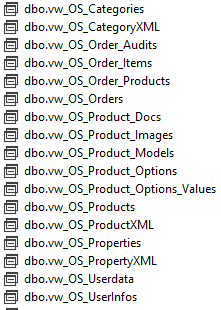 dbo.vw_OS_Categories
dbo.vw_OS_CategoryXML
dbo.vw_OS_Order_Audits
dbo.vw_OS_Order_Items
dbo.vw_OS_Order_Products
dbo.vw_OS_Orders
dbo.vw_OS_Product_Docs
dbo.vw_OS_Product_Images
dbo.vw_OS_Product_Models
dbo.vw_OS_Product_Options
dbo.vw_OS_Product_Options_Values
dbo.vw_OS_Products
dbo.vw_OS_ProductXML
dbo.vw_OS_Properties
dbo.vw_OS_PropertyXML
dbo.vw_OS_Userdata
dbo.vw_OS_UserInfos